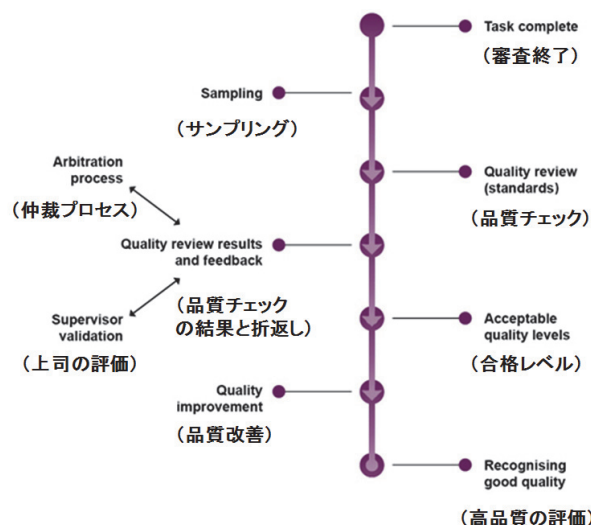 Task complete
(審査終了)
Sampling
(サンプリング)
Quality review
(standards)
(品質チェック)
Arbitration
process
(仲裁プロセス)
Quality review results
and feedback
(品質チェック
の結果と折返し)
Supervisor
validation
(上司の評価)
Acceptable
quality levels
(合格レベル)
Quality
improvement
(品質改善)
Recognising
good quality
(高品質の評価)